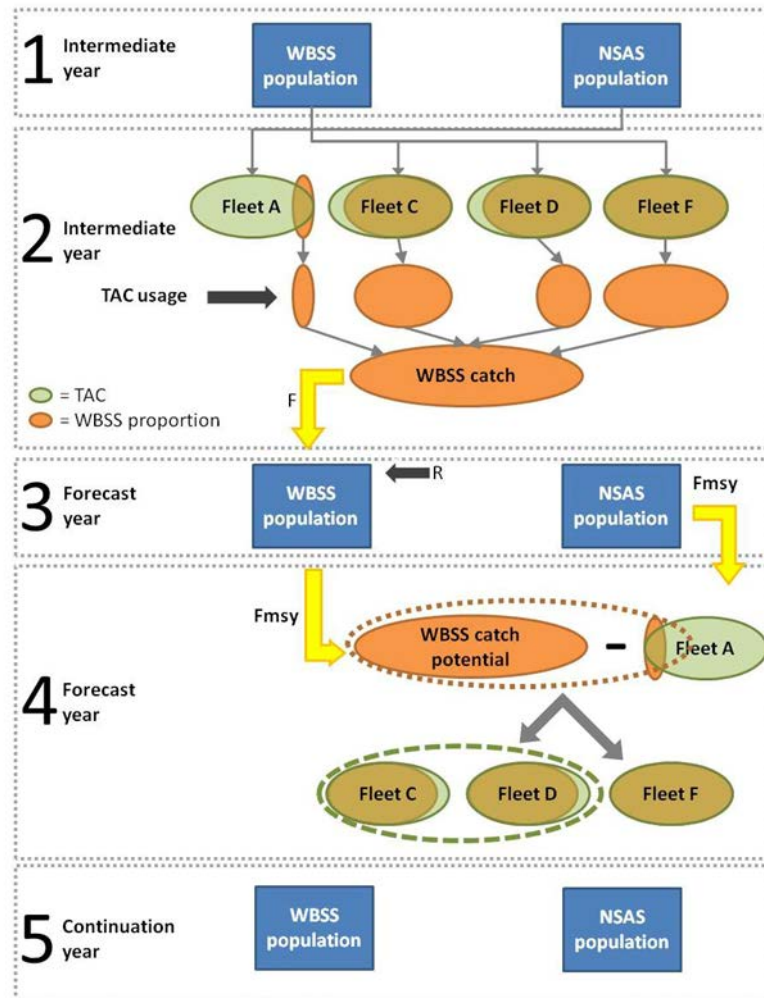 1 Intermediate
year
WBSS
population
NSAS
population
2 Intermediate
year
Fleet A
Fleet C
Fleet D
Fleet F
TAC usage
WBSS catch
= TAC
= WBSS proportion
F
3 Forecast
year
WBSS
population
R
NSAS
population
Fmsy
4 Forecast
year
Fmsy
WBSS catch
potential
-
Fleet A
Fleet C
Fleet D
Fleet F
5 Continuation
year
WBSS
population
NSAS
population